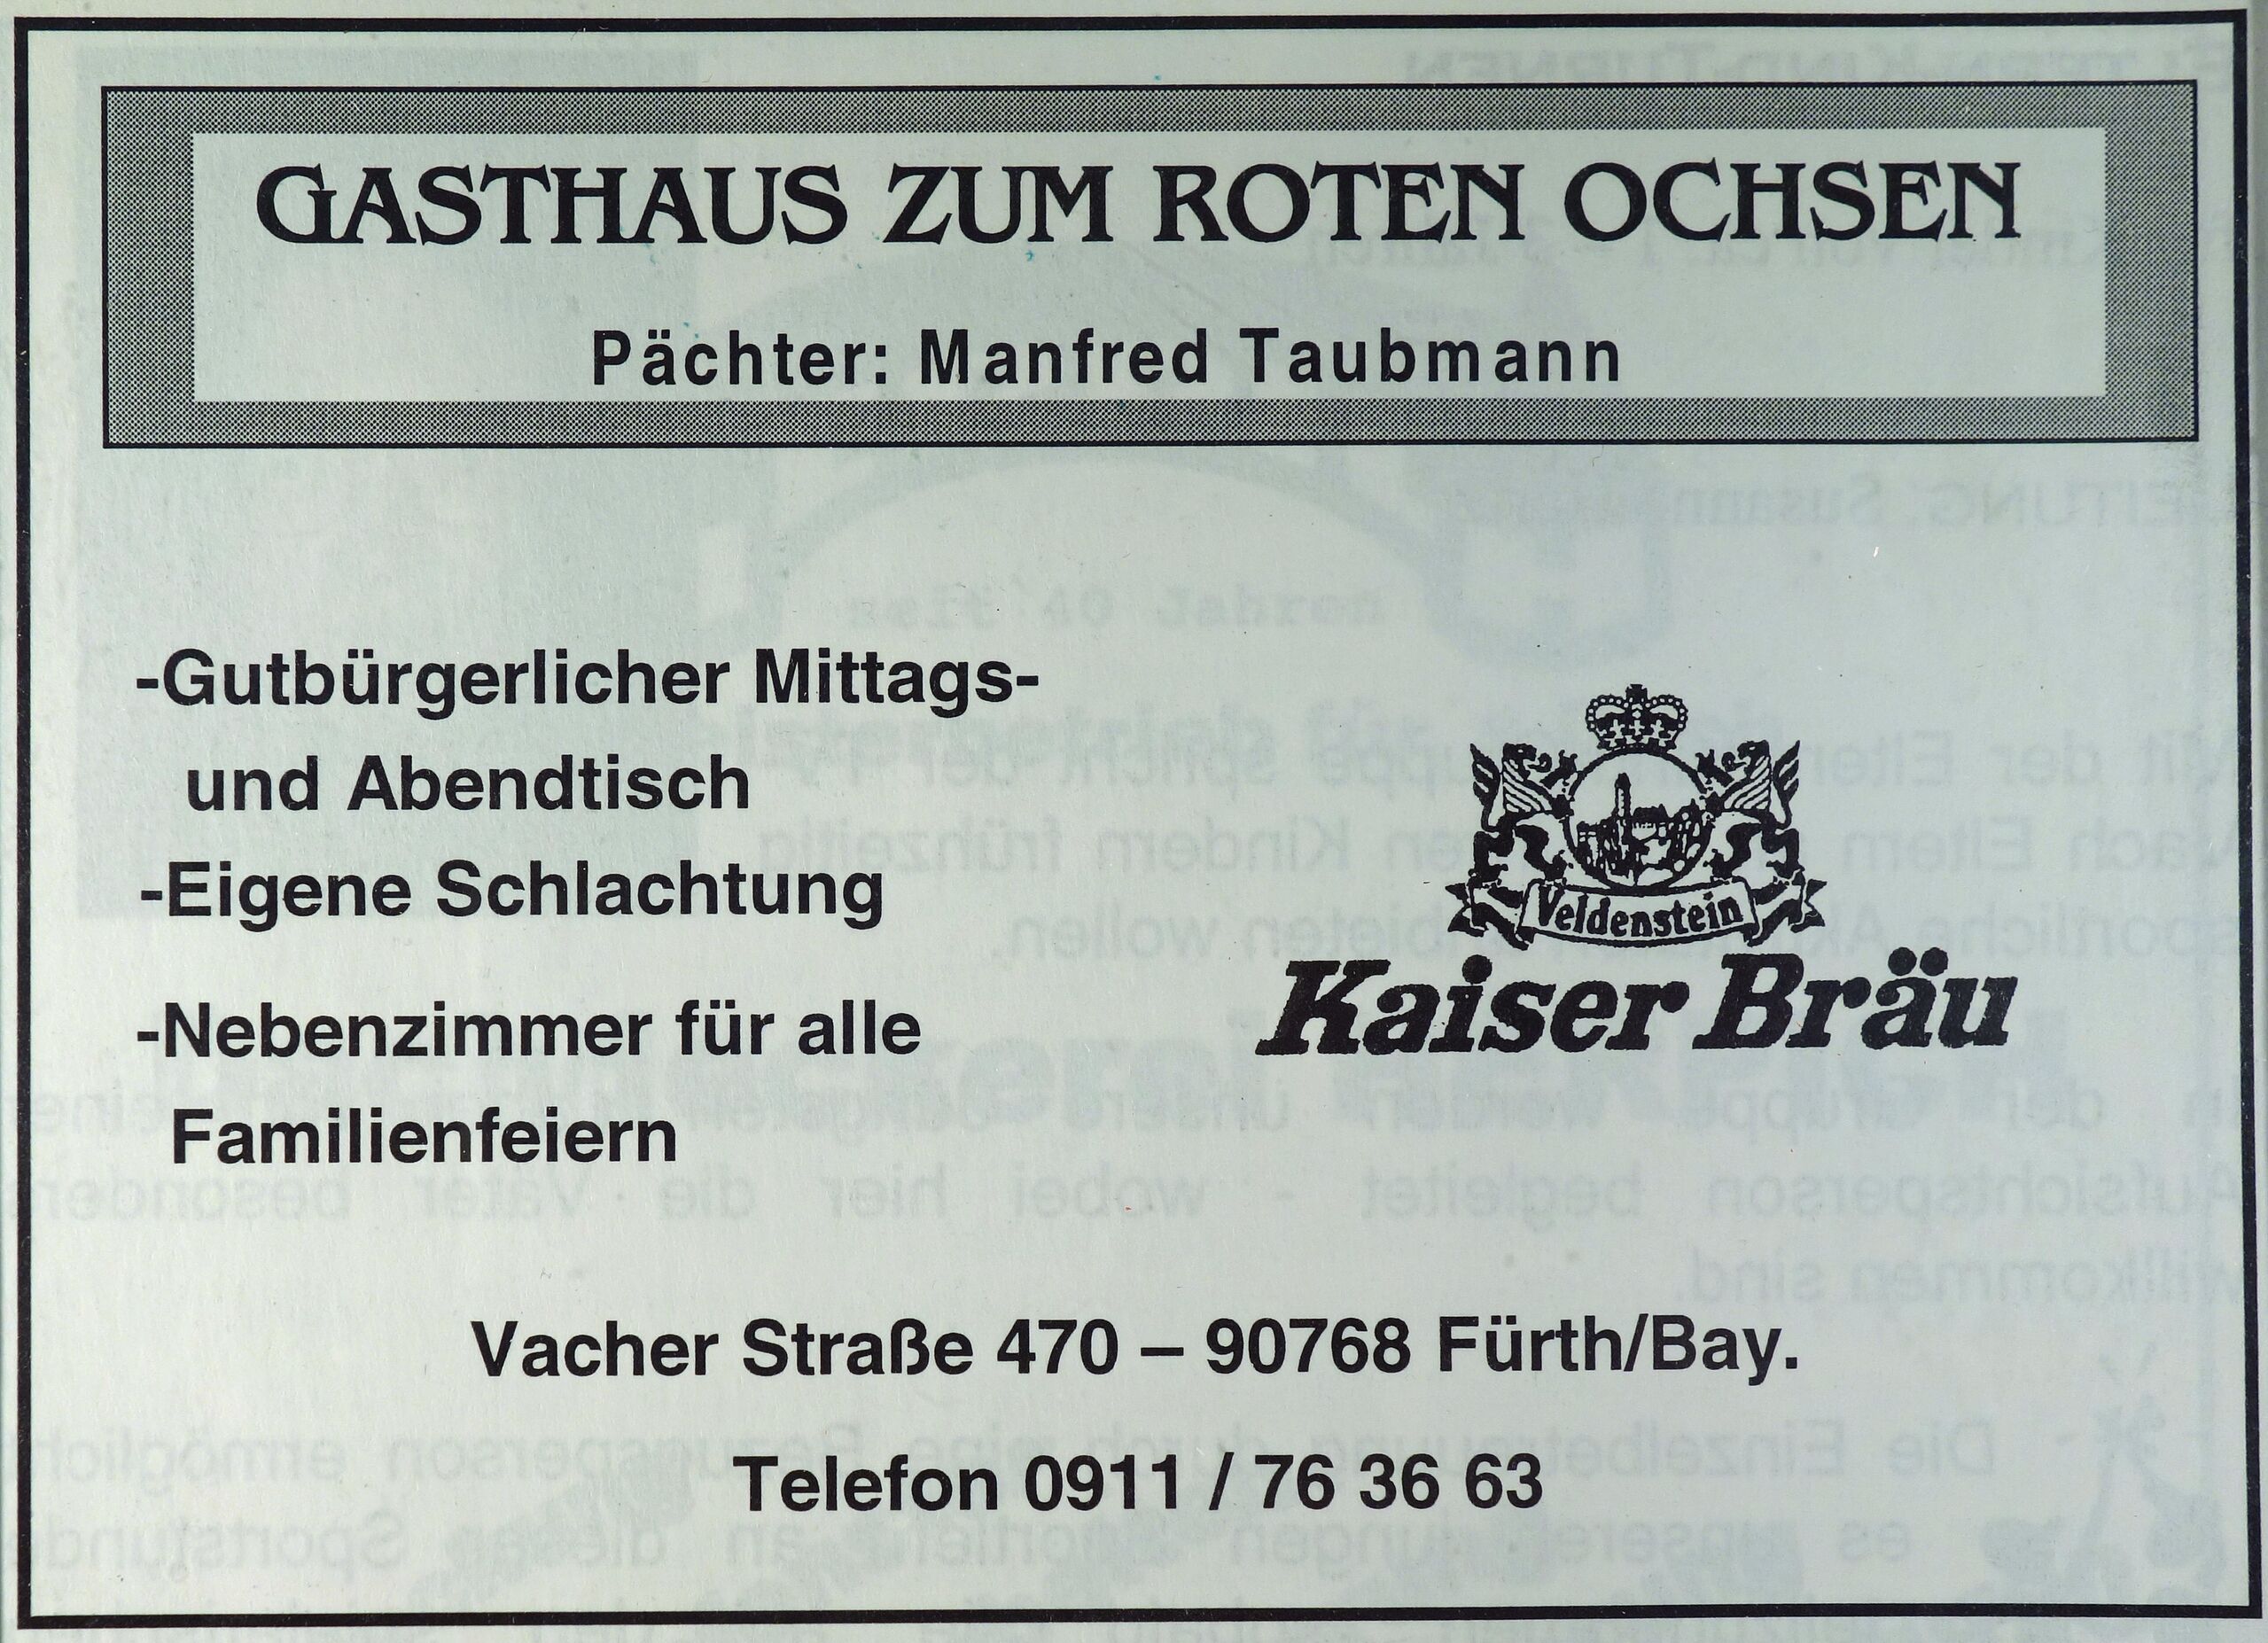 GASTHAUS ZUM ROTEN OCHSEN
Pächter: Manfred Taubmann
-Gutbürgerlicher Mittags-
und Abendtisch
-Eigene Schlachtung
-Nebenzimmer für alle
Familienfeiern
Veldenstein
Kaiser Bräu
Vacher Straße 470 – 90768 Fürth/Bay.
Telefon 0911 / 76 36 63